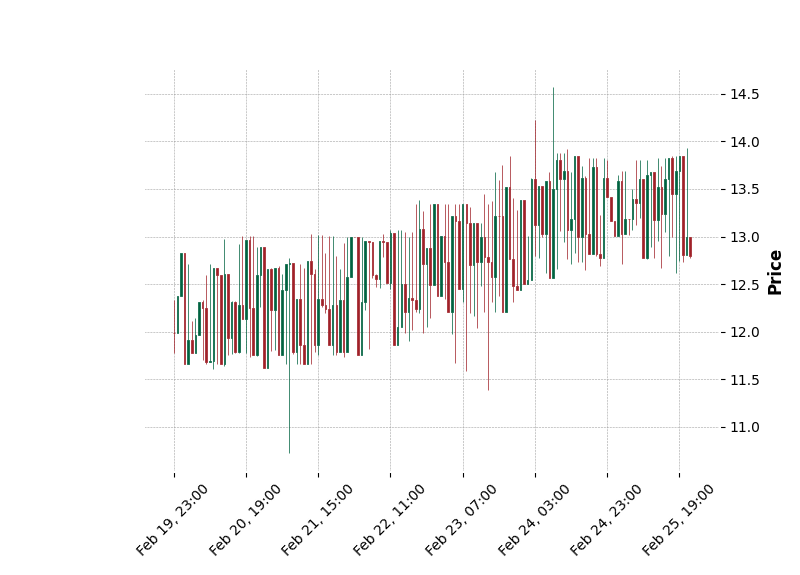 14.5
14.0
13.5
13.0
12.5
12.0
11.5
11.0
Price
Feb 19, 23:00
Feb 20, 19:00
Feb 21, 15:00
Feb 22, 11:00
Feb 23, 07:00
Feb 24, 03:00
Feb 24, 23:00
Feb 25, 19:00